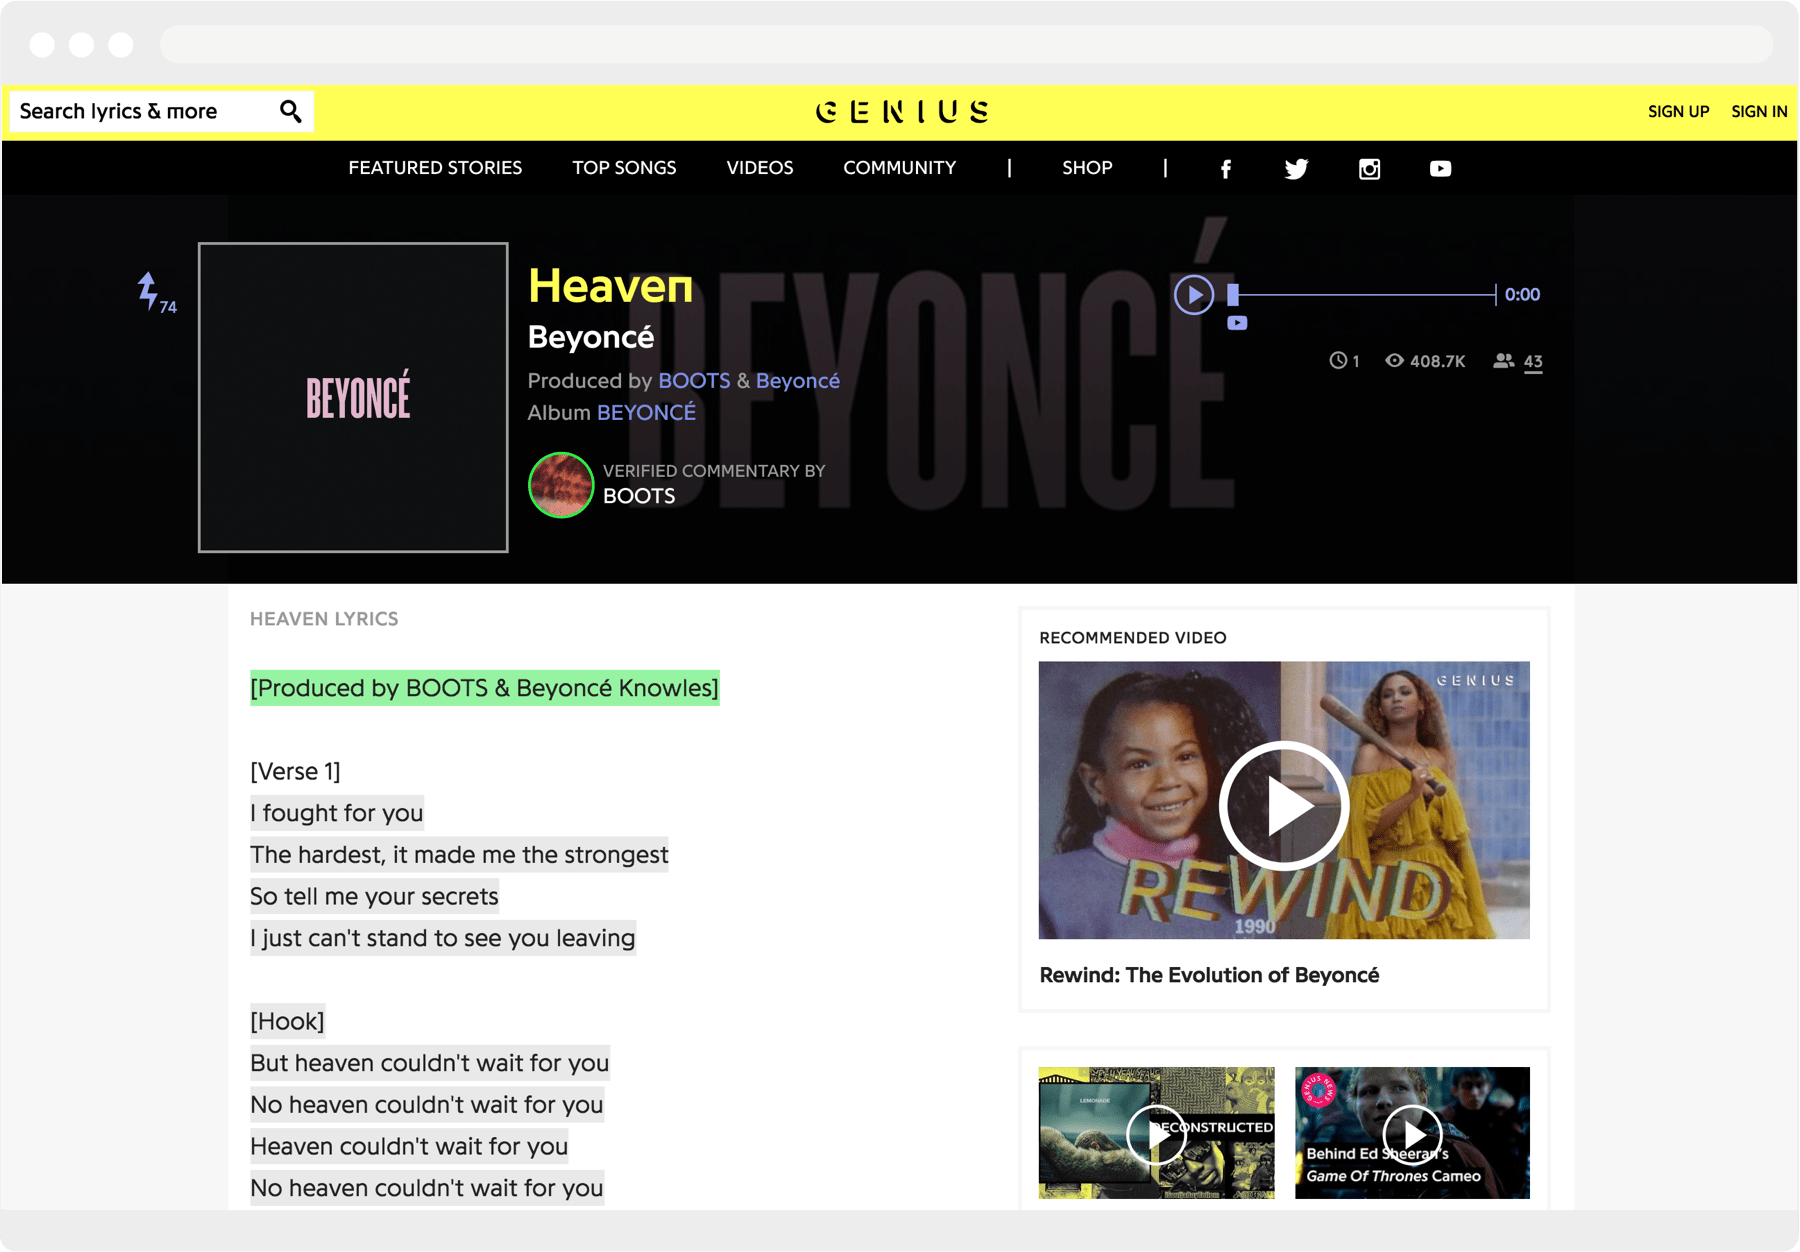 Search lyrics & more
GENIUS
SIGN UP SIGN IN
FEATURED STORIES TOP SONGS VIDEOS COMMUNITY | SHOP |
74
BEYONCÉ
BEYONCÉ
Heaven
Beyoncé
Produced by BOOTS & Beyoncé
Album BEYONCÉ
VERIFIED COMMENTARY BY
BOOTS
0:00
1 408.7K 43
HEAVEN LYRICS
[Produced by BOOTS & Beyoncé Knowles]
[Verse 1]
I fought for you
The hardest, it made me the strongest
So tell me your secrets
I just can't stand to see you leaving
[Hook]
But heaven couldn't wait for you
No heaven couldn't wait for you
Heaven couldn't wait for you
No heaven couldn't wait for you
RECOMMENDED VIDEO
GENIUS
REWIND
1990
Rewind: The Evolution of Beyoncé
LEMONADE
DECONSTRUCTED
GENIUS NEWS
Behind Ed Sheeran's
Game Of Thrones Cameo